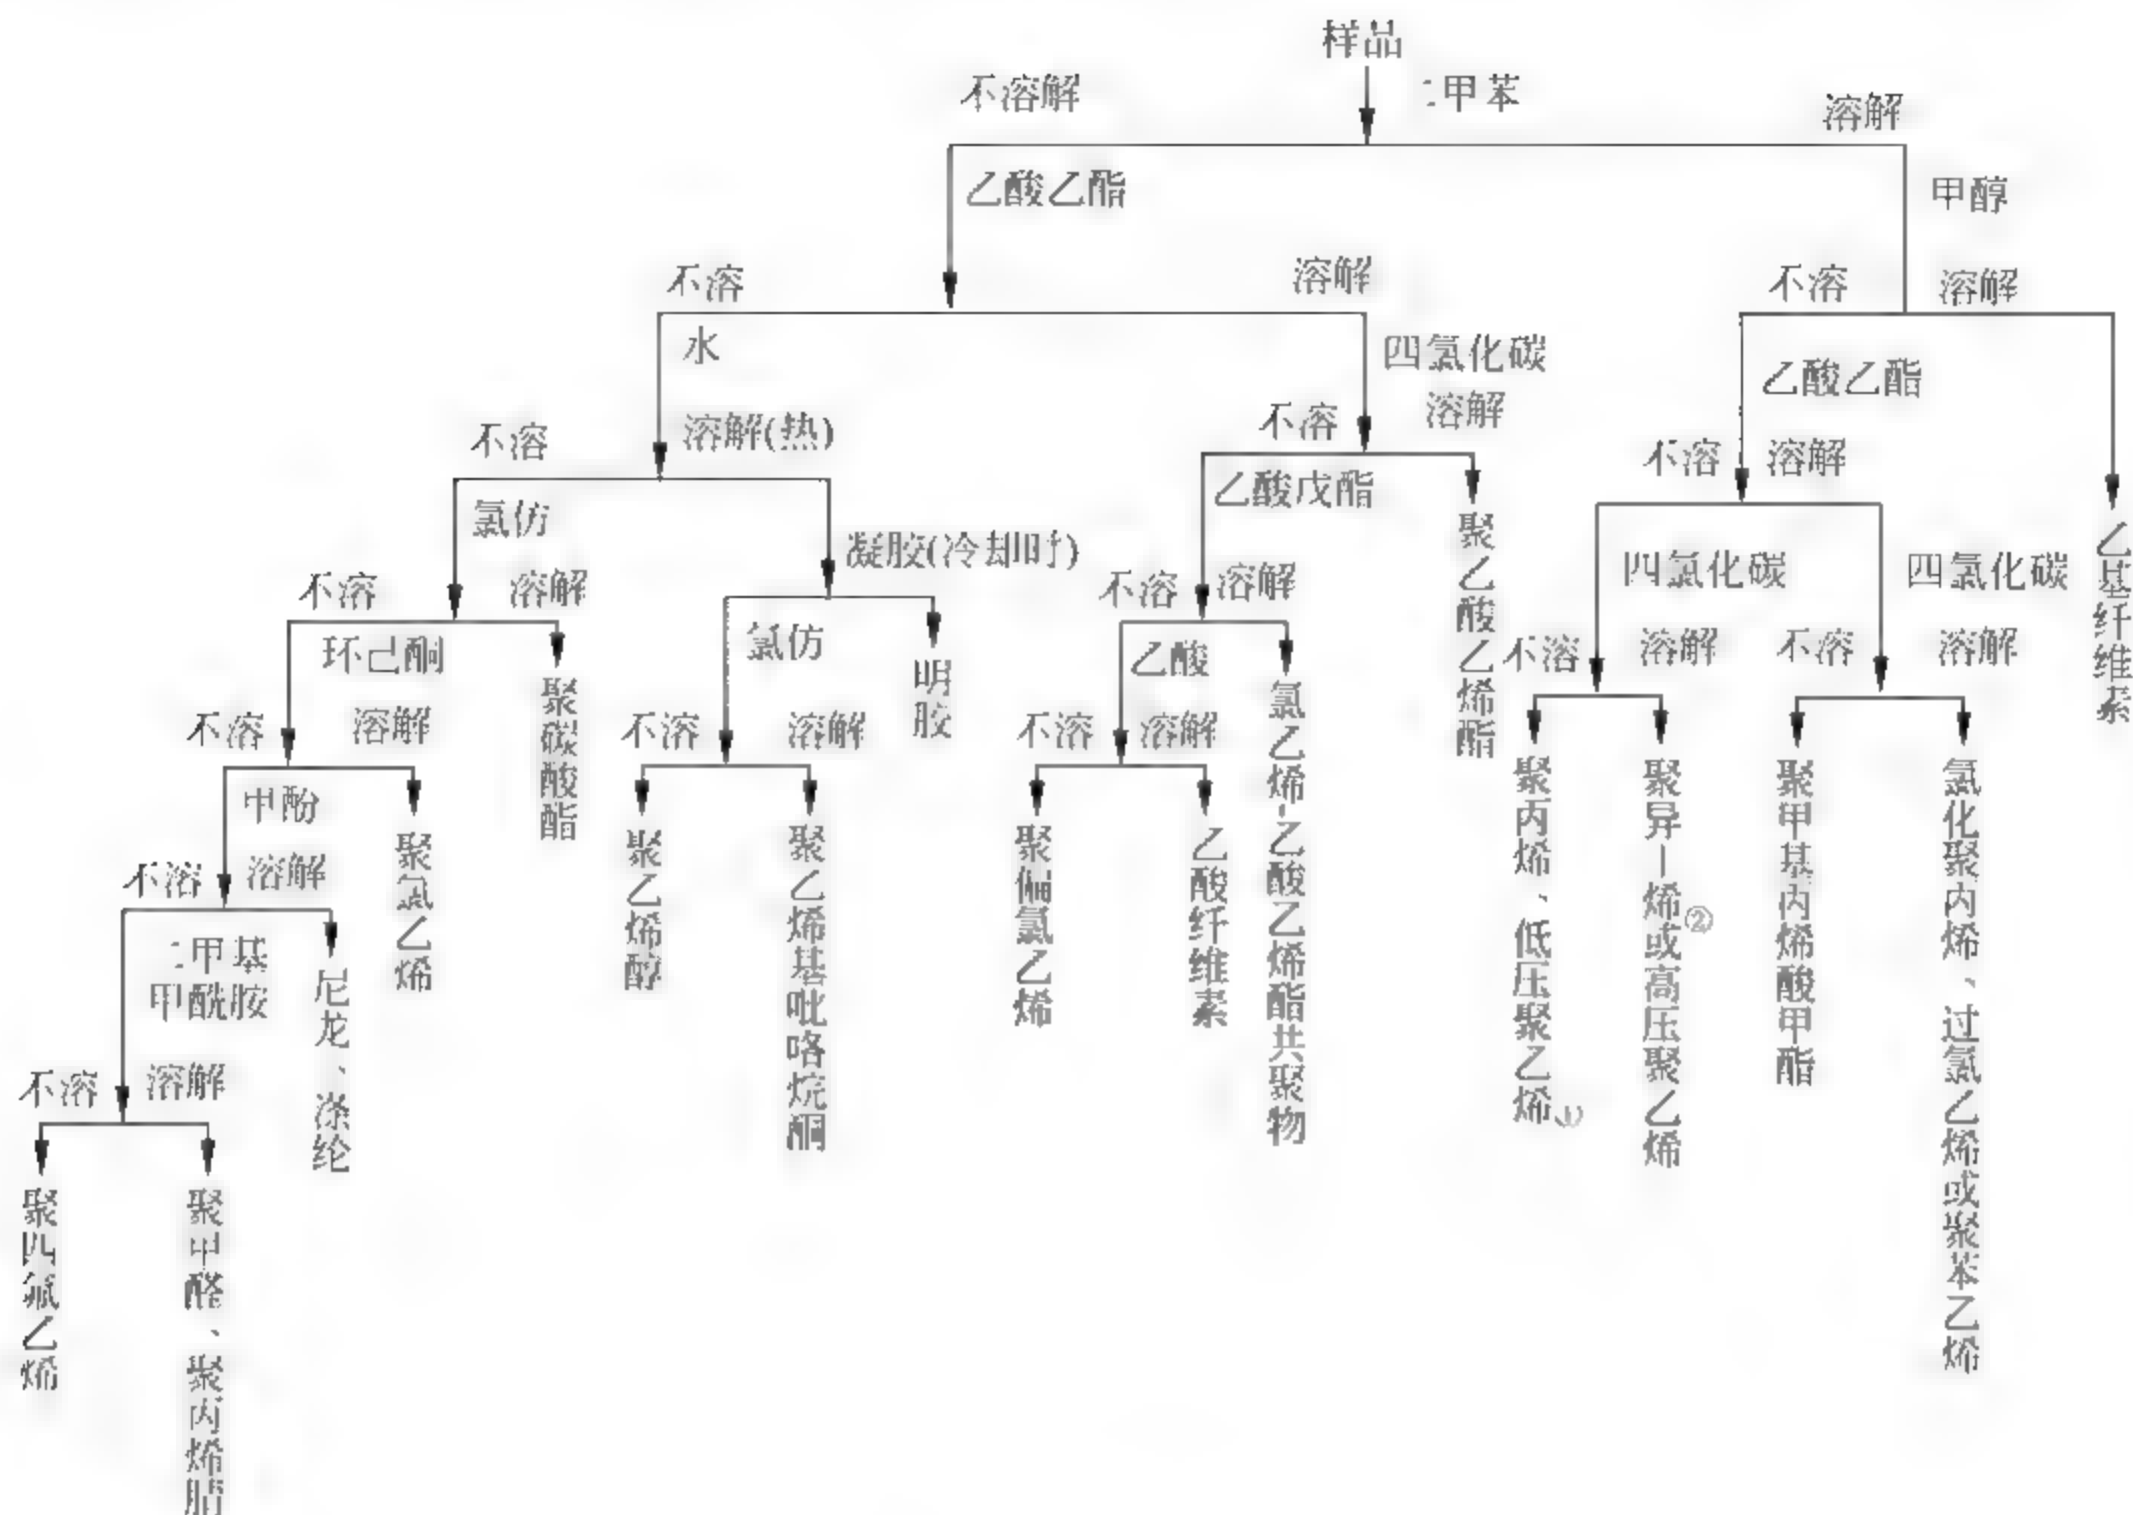 样品
不溶解
二甲苯
溶解
乙酸乙酯
甲醇
不溶
溶解
不溶
溶解
水
四氯化碳
乙酸乙酯
不溶
溶解(热)
不溶
溶解
不溶
溶解
氯仿
凝胶(冷却时)
乙酸戊酯
聚乙酸乙烯酯
四氯化碳
四氯化碳
乙基纤维素
不溶
溶解
不溶
溶解
环己酮
聚碳酸酯
氯仿
明胶
乙酸
氯乙烯-乙酸乙烯酯共聚物
不溶
溶解
不溶
溶解
不溶
溶解
不溶
溶解
不溶
溶解
甲酚
聚氯乙烯
聚乙烯醇
聚乙烯基吡咯烷酮
聚偏氯乙烯
乙酸纤维素
聚丙烯、低压聚乙烯
聚异丁烯②或高压聚乙烯
聚甲基丙烯酸甲酯
氯化聚丙烯、过氯乙烯或聚苯乙烯
不溶
溶解
二甲基
甲酰胺
尼龙、涤纶
不溶
溶解
聚四氟乙烯
聚甲醛、聚丙烯腈